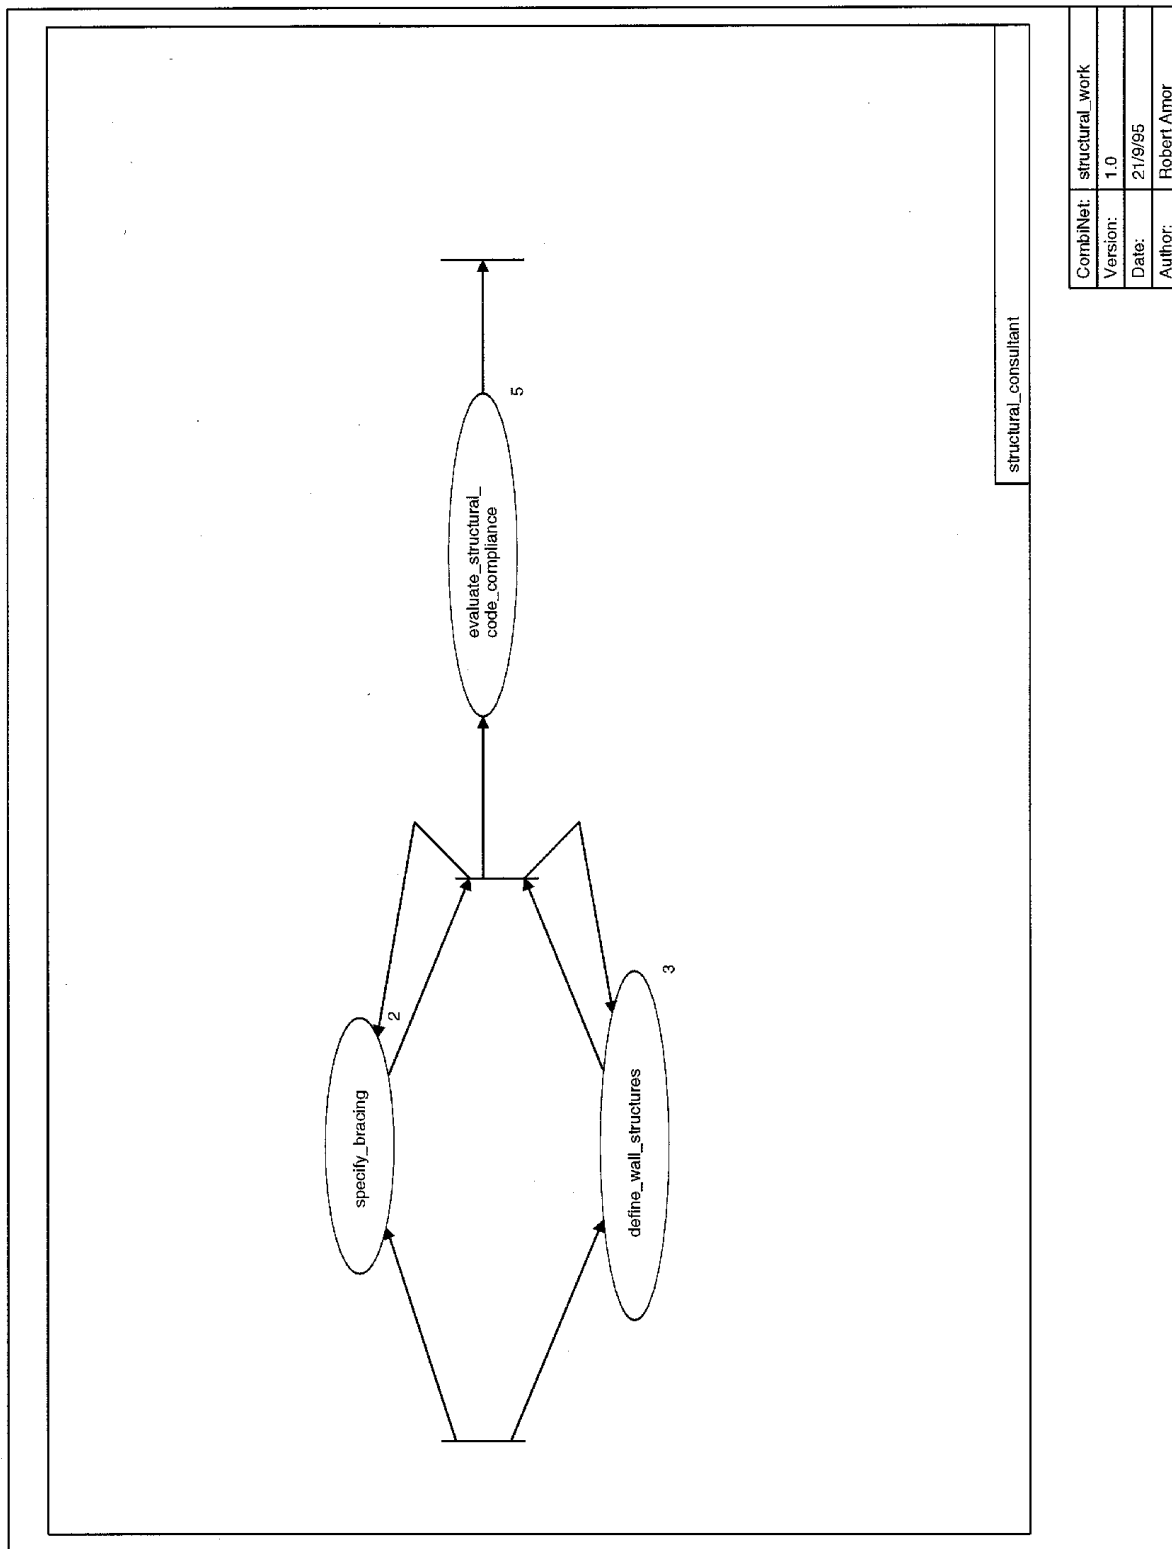 specify_bracing
2
evaluate_structural_
code_compliance
5
define_wall_structures
3
structural_consultant
CombiNet: structural_work
Version: 1.0
Date: 21/9/95
Author: Robert Amor